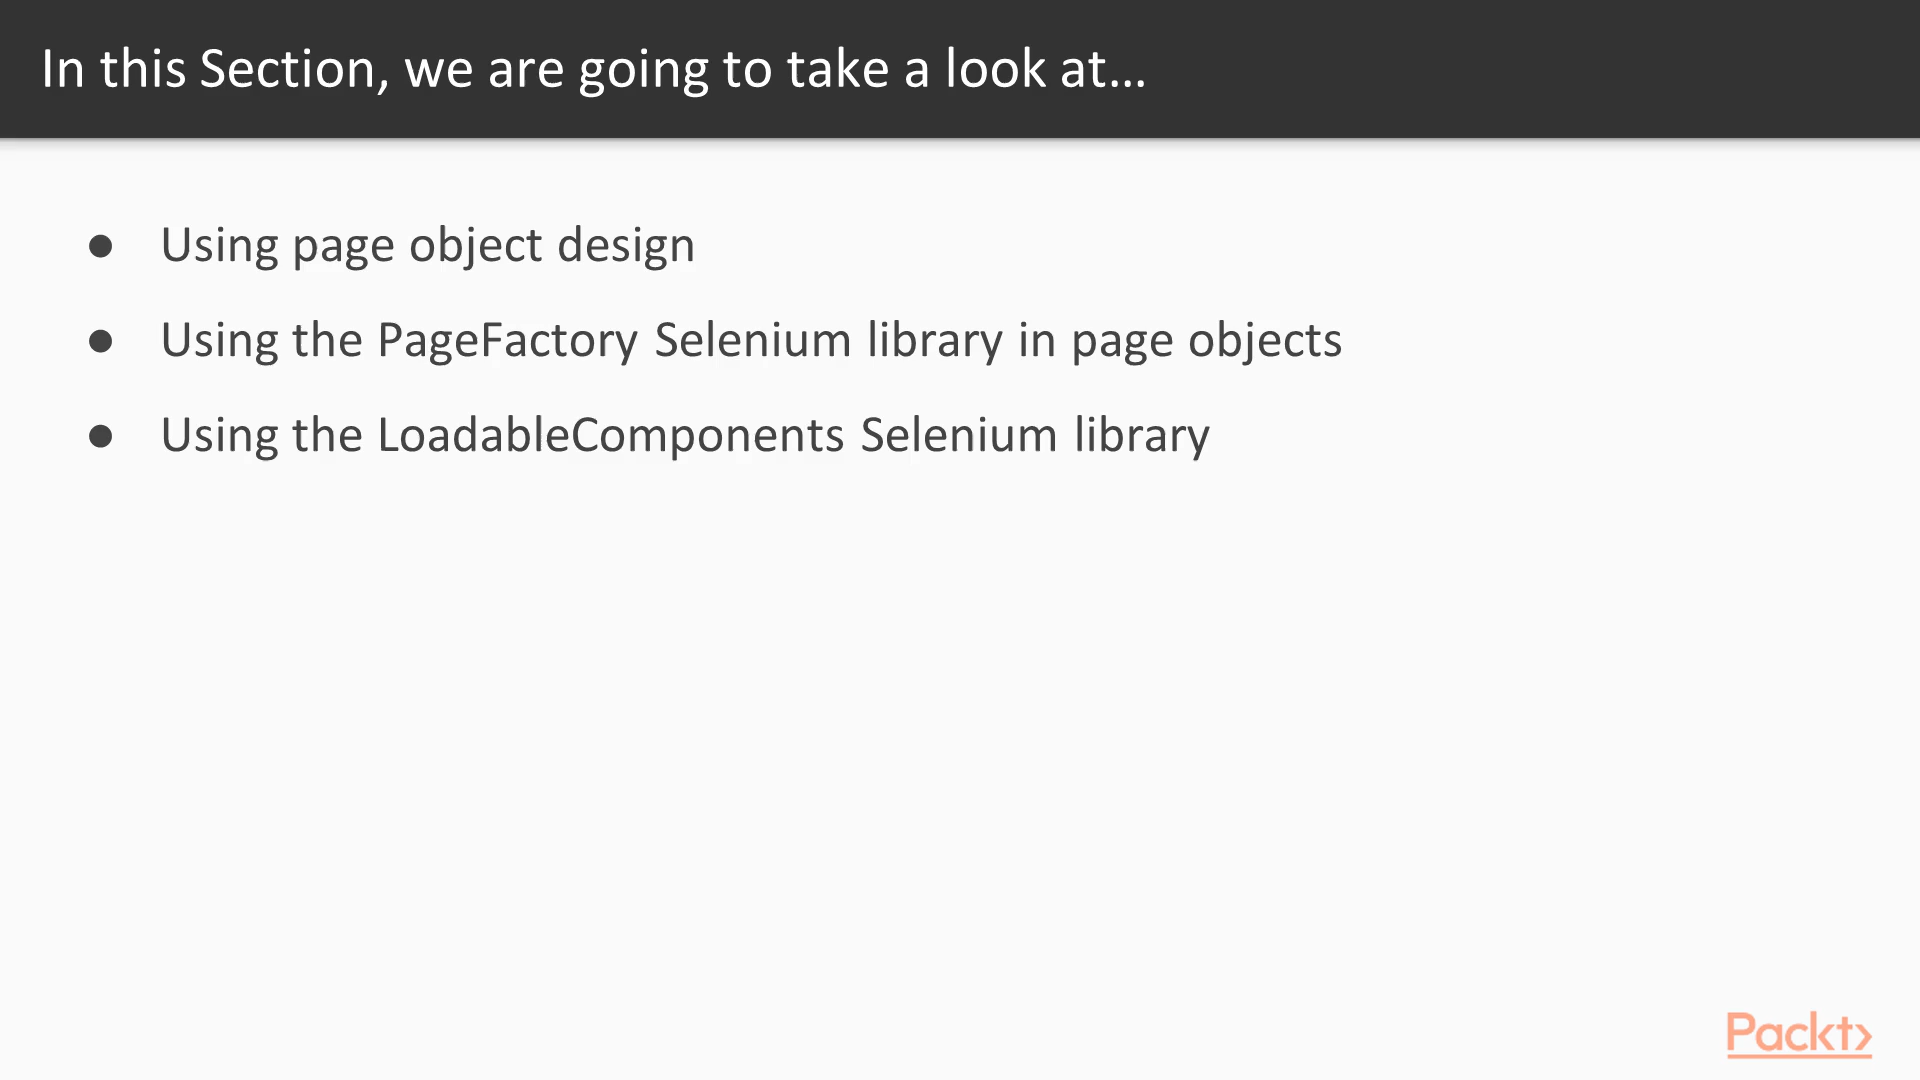 In this Section, we are going to take a look at...
● Using page object design
● Using the PageFactory Selenium library in page objects
● Using the LoadableComponents Selenium library
Packt>